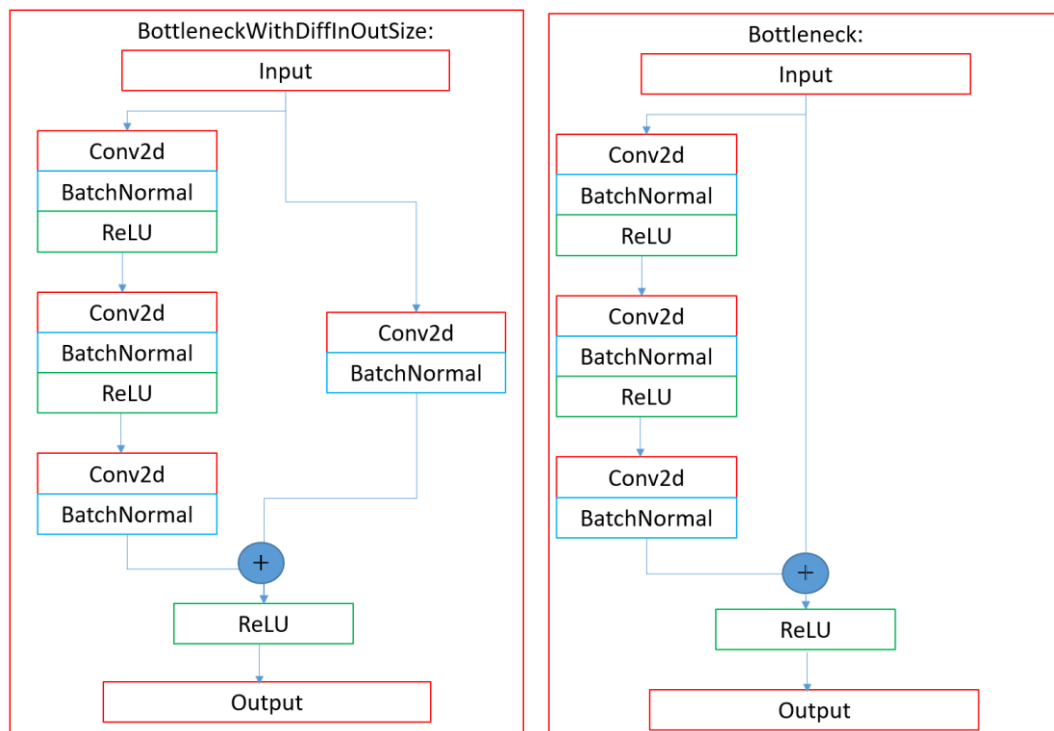 BottleneckWithDiffInOutSize:
Input
Conv2d
BatchNormal
ReLU
Conv2d
BatchNormal
ReLU
Conv2d
BatchNormal
Conv2d
BatchNormal
+
ReLU
Output
Bottleneck:
Input
Conv2d
BatchNormal
ReLU
Conv2d
BatchNormal
ReLU
Conv2d
BatchNormal
+
ReLU
Output